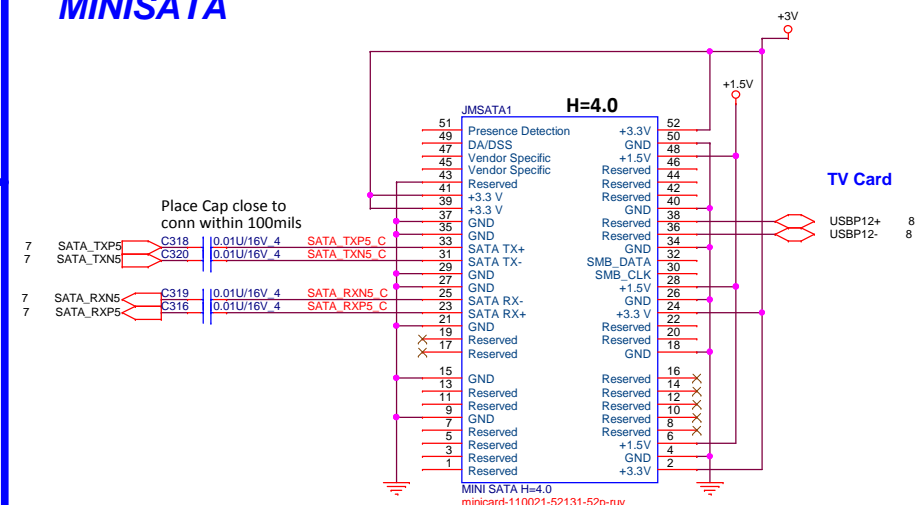 MINISATA
+3V
+1.5V
JMSATA1
H=4.0
51 Presence Detection +3.3V 52
49 DA/DSS GND 50
47 Vendor Specific +1.5V 48
45 Vendor Specific Reserved 46
43 Reserved Reserved 44
41 +3.3 V Reserved 42
39 +3.3 V GND 40
37 GND Reserved 38
35 GND Reserved 36
33 SATA TX+ GND 34
31 SATA TX- SMB_DATA 32
29 GND SMB_CLK 30
27 GND +1.5V 28
25 SATA RX- GND 26
23 SATA RX+ +3.3 V 24
21 GND Reserved 22
19 Reserved Reserved 20
17 Reserved GND 18
15 GND Reserved 16
13 Reserved Reserved 14
11 Reserved Reserved 12
9 GND Reserved 10
7 Reserved Reserved 8
5 Reserved +1.5V 6
3 Reserved GND 4
1 Reserved +3.3V 2
MINI SATA H=4.0
minicard-110021-52131-52p-ruv
Place Cap close to
conn within 100mils
7 SATA_TXP5 C318 0.01U/16V_4 SATA_TXP5_C
7 SATA_TXN5 C320 0.01U/16V_4 SATA_TXN5_C
7 SATA_RXN5 C319 0.01U/16V_4 SATA_RXN5_C
7 SATA_RXP5 C316 0.01U/16V_4 SATA_RXP5_C
TV Card
USBP12+ 8
USBP12- 8